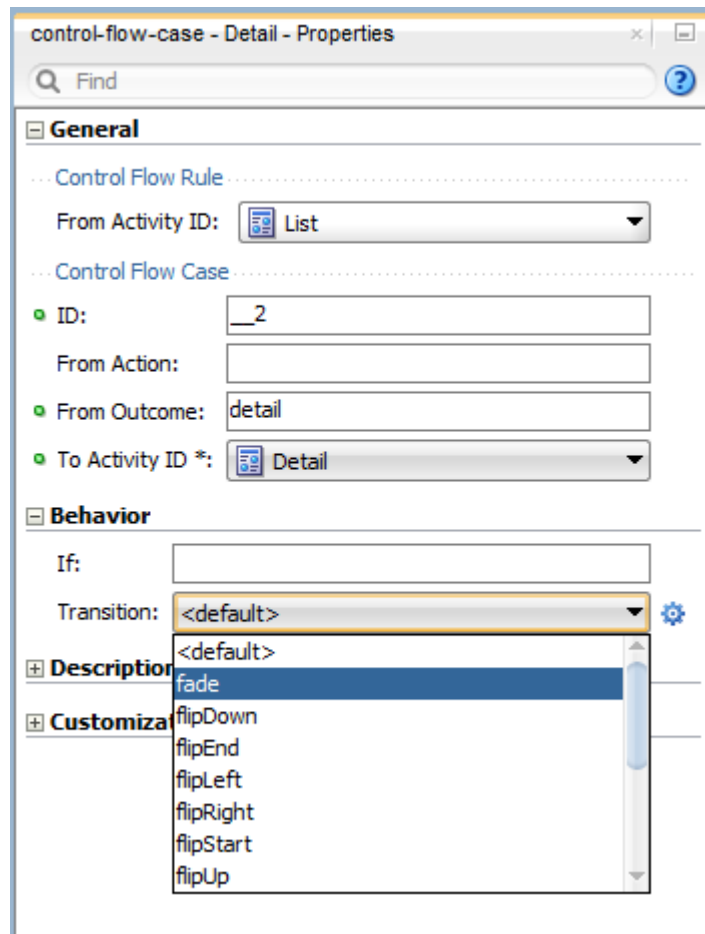 control-flow-case - Detail - Properties
Find
General
Control Flow Rule
From Activity ID: List
Control Flow Case
ID: __2
From Action:
From Outcome: detail
To Activity ID *: Detail
Behavior
If:
Transition: <default>
<default>
Description
fade
Customizat
flipDown
flipEnd
flipLeft
flipRight
flipStart
flipUp